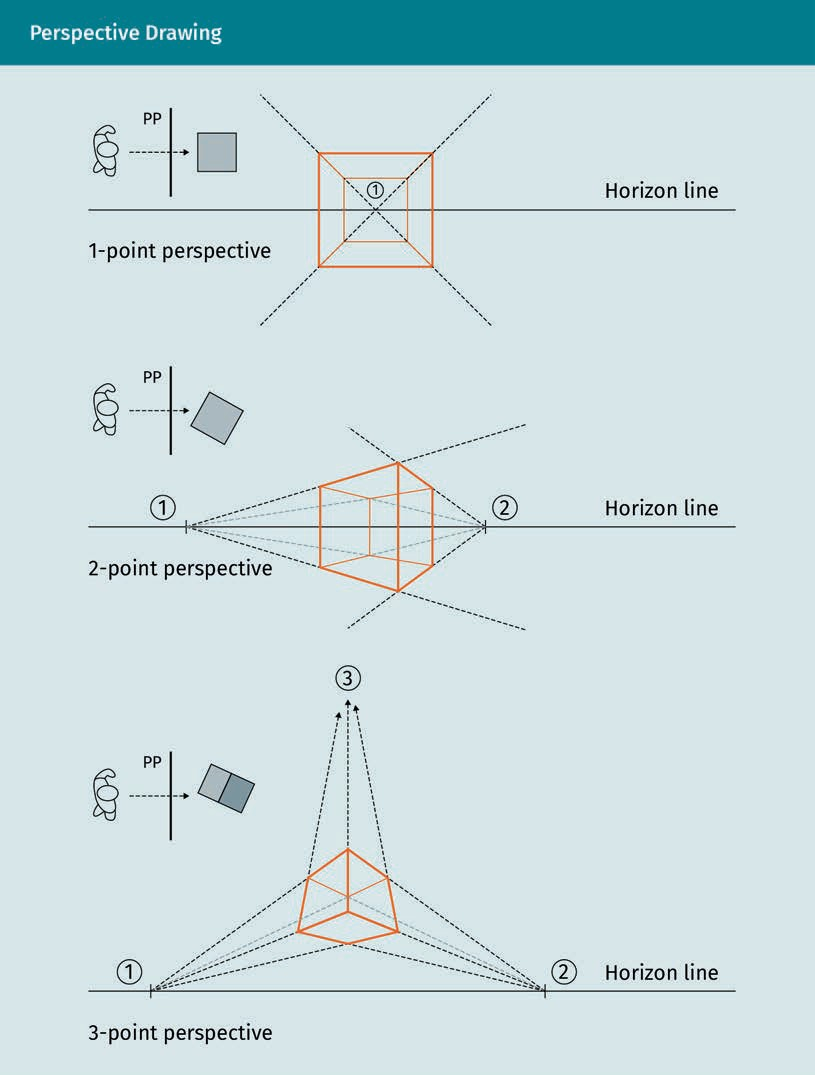 Perspective Drawing
PP
①
Horizon line
1-point perspective
PP
① ②
Horizon line
2-point perspective
③
PP
① ②
Horizon line
3-point perspective